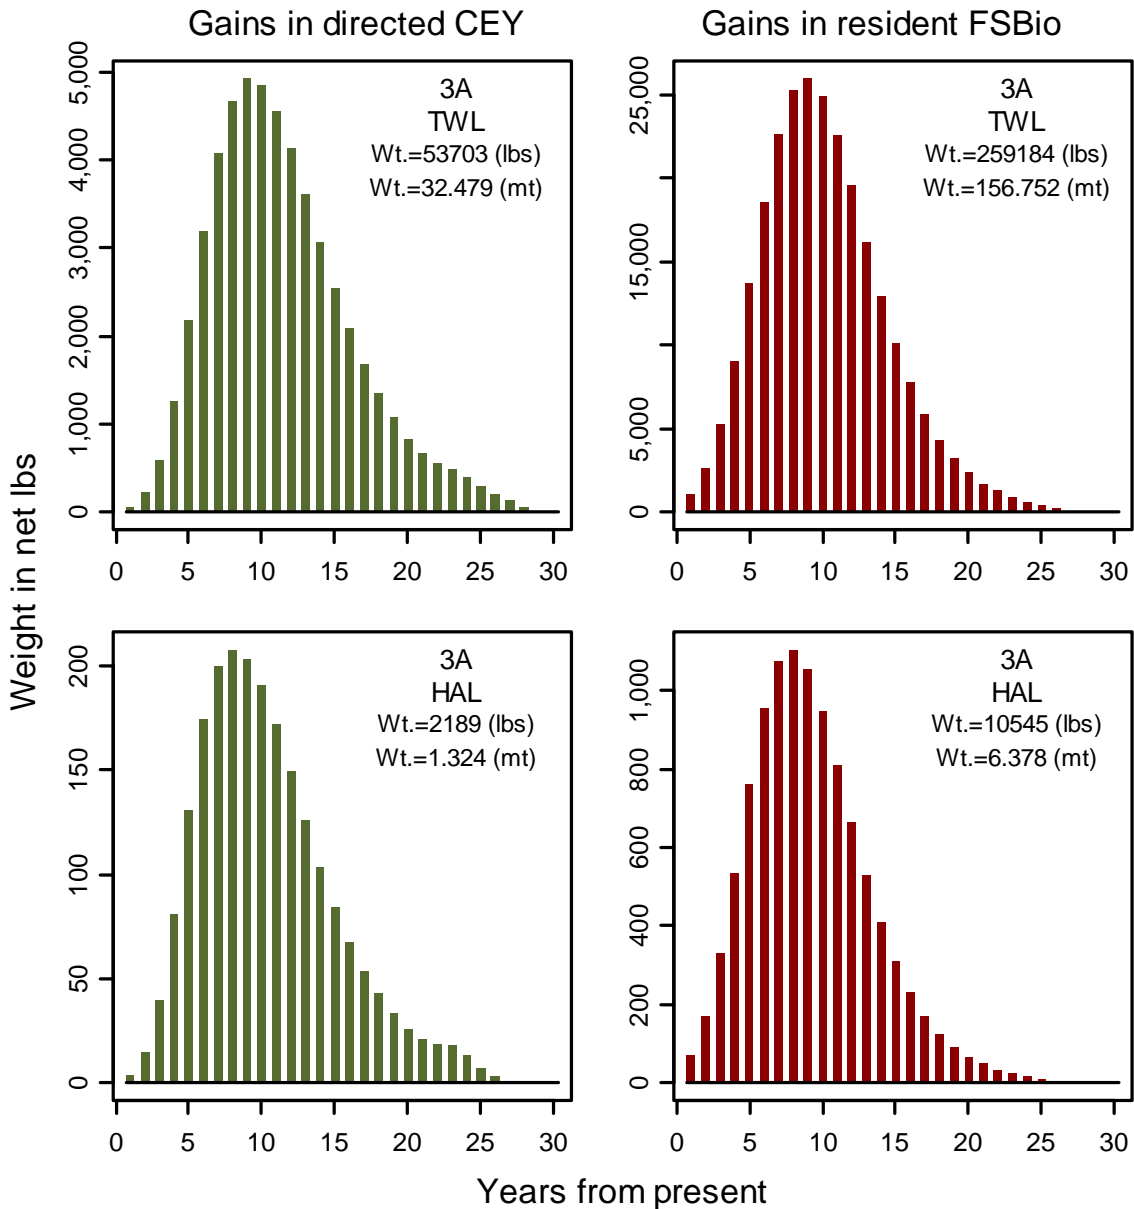 Gains in directed CEY
Gains in resident FSBio
Weight in net lbs
5,000
4,000
3,000
2,000
1,000
0
3A
TWL
Wt.=53703 (lbs)
Wt.=32.479 (mt)
0 5 10 15 20 25 30
25,000
15,000
5,000
0
3A
TWL
Wt.=259184 (lbs)
Wt.=156.752 (mt)
0 5 10 15 20 25 30
200
150
100
50
0
3A
HAL
Wt.=2189 (lbs)
Wt.=1.324 (mt)
0 5 10 15 20 25 30
1,000
800
600
400
200
0
3A
HAL
Wt.=10545 (lbs)
Wt.=6.378 (mt)
0 5 10 15 20 25 30
Years from present